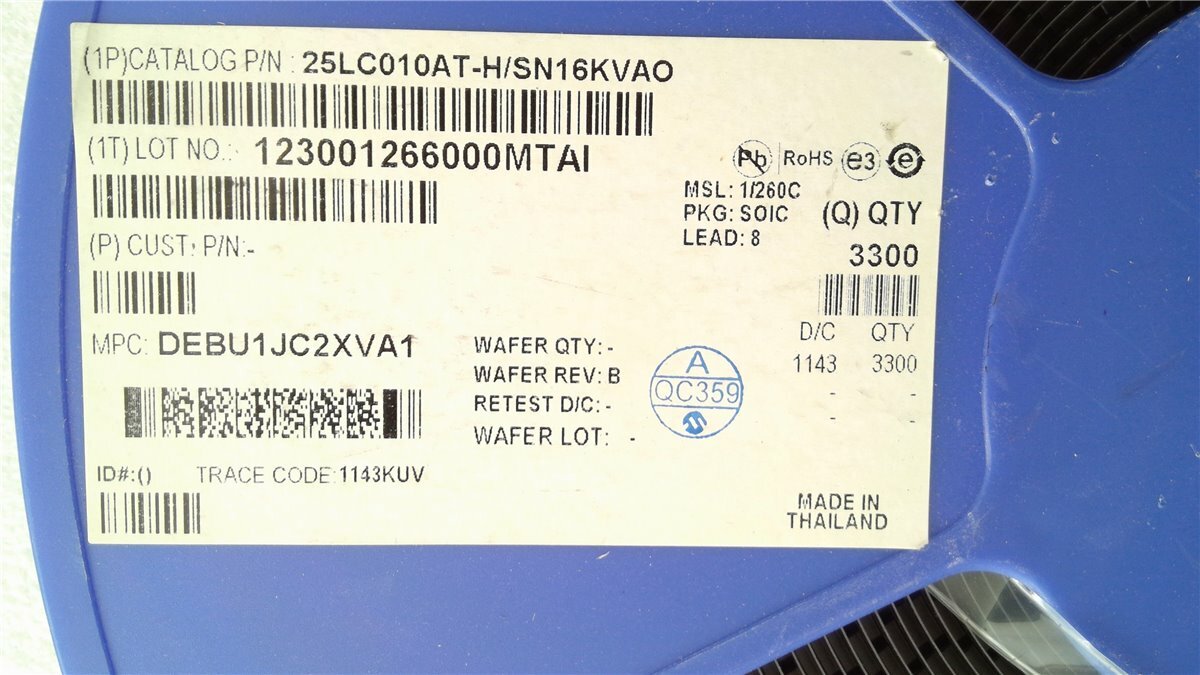 (1P)CATALOG P/N : 25LC010AT-H/SN16KVAO
(1T) LOT NO.: 123001266000MTAI
Pb RoHS e3 e
MSL: 1/260C
PKG: SOIC
LEAD: 8
(Q) QTY
3300
(P) CUST: P/N:-
D/C QTY
1143 3300
- -
- -
MPC: DEBU1JC2XVA1
WAFER QTY: -
WAFER REV: B
RETEST D/C: -
WAFER LOT: -
A
QC359
ID#:() TRACE CODE:1143KUV
MADE IN
THAILAND